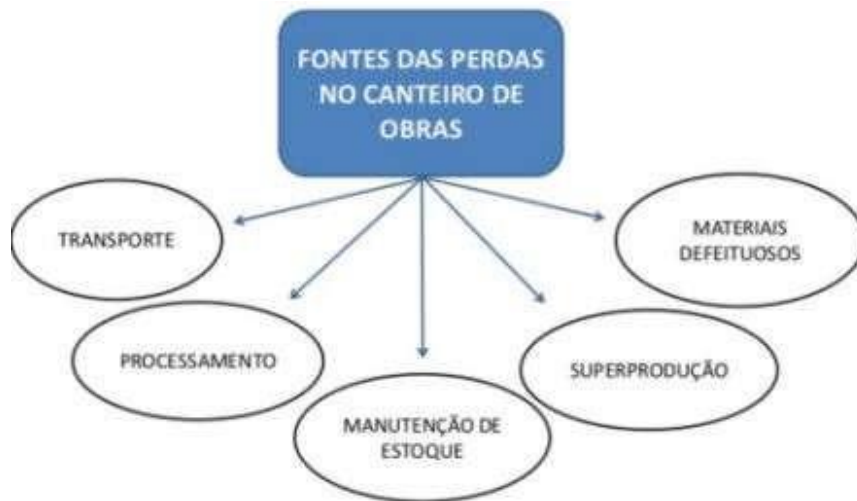 FONTES DAS PERDAS
NO CANTEIRO DE
OBRAS
TRANSPORTE
PROCESSAMENTO
MANUTENÇÃO DE
ESTOQUE
SUPERPRODUÇÃO
MATERIAIS
DEFEITUOSOS